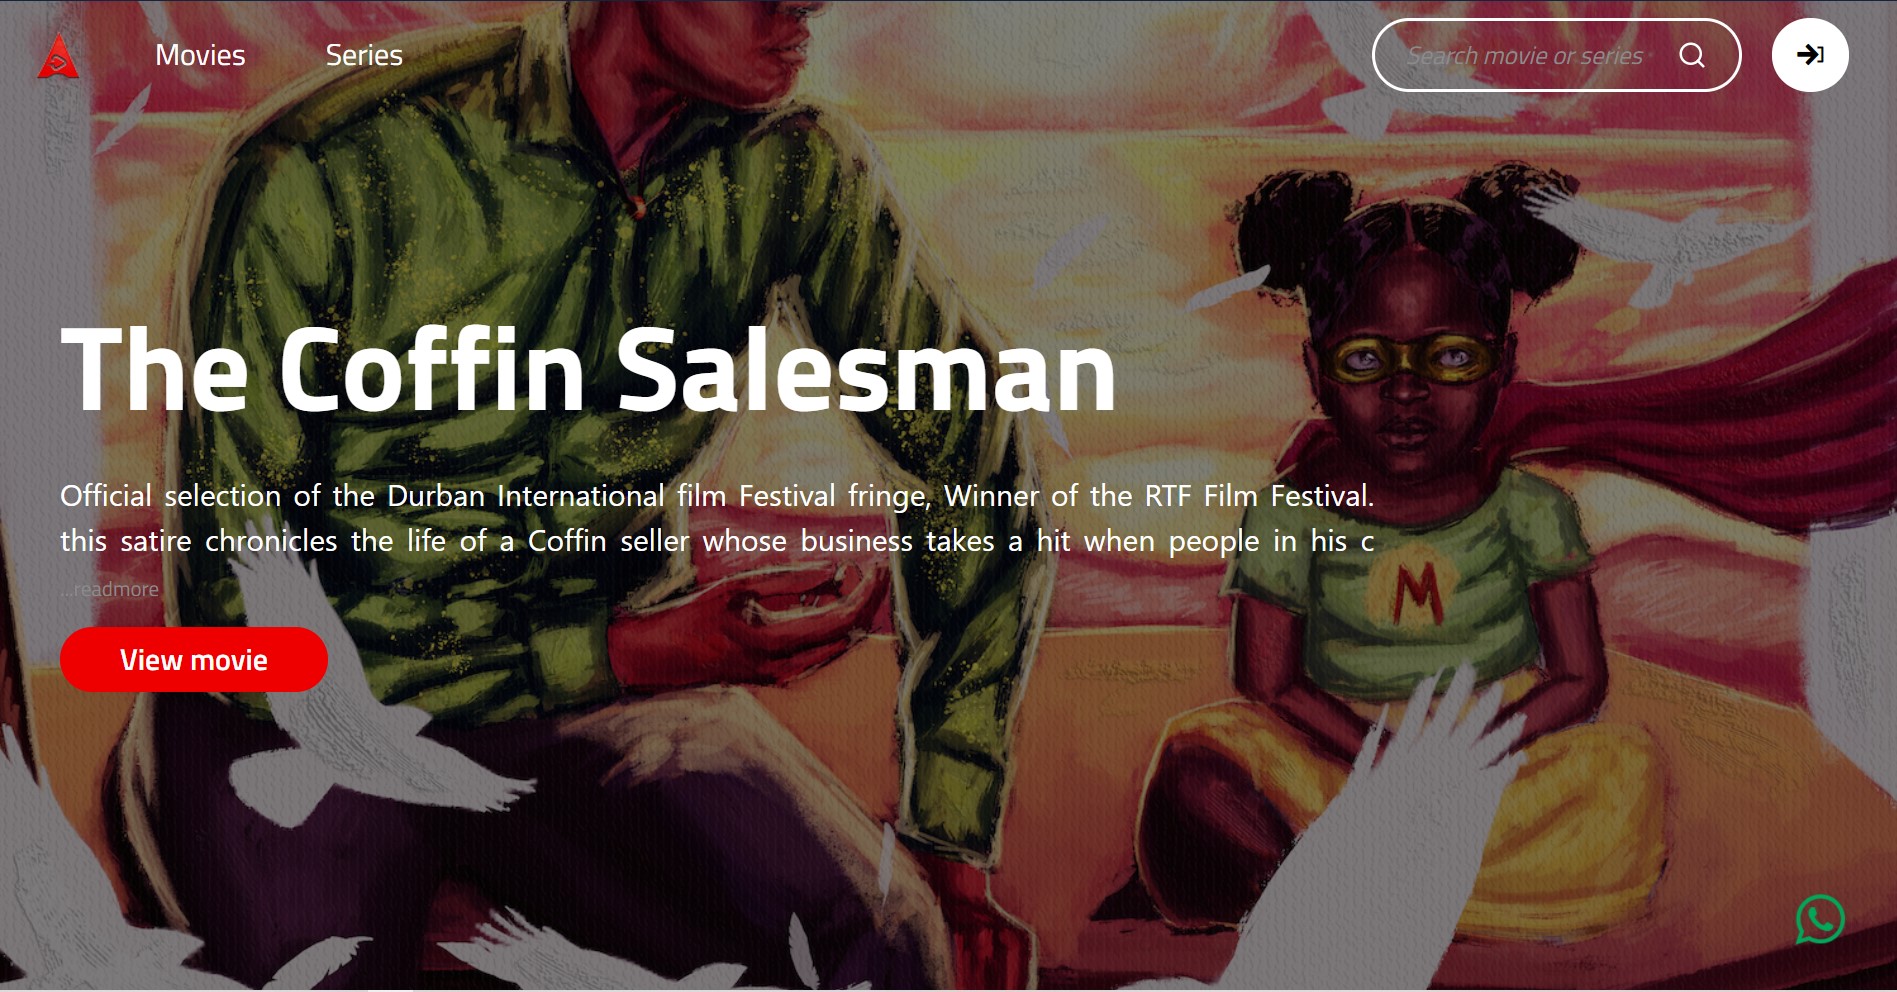 Movies
Series
Search movie or series
The Coffin Salesman
Official selection of the Durban International film Festival fringe, Winner of the RTF Film Festival.
this satire chronicles the life of a Coffin seller whose business takes a hit when people in his c
...readmore
View movie
M